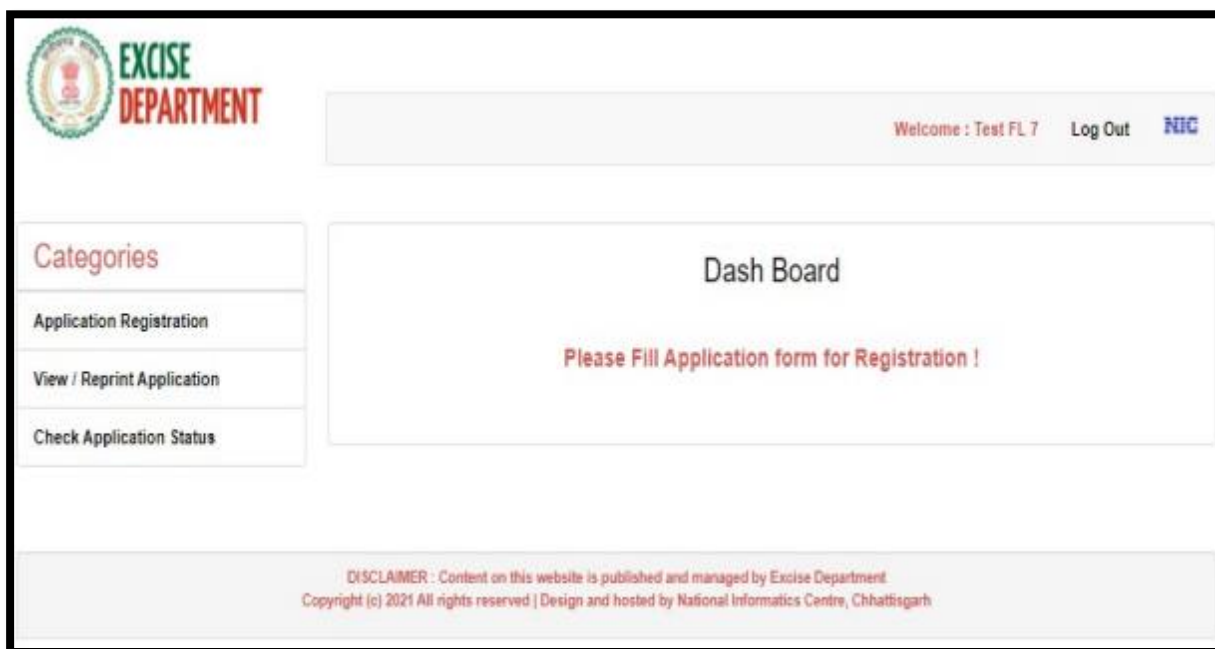 EXCISE
DEPARTMENT
Welcome : Test FL 7 Log Out NIC
Categories
Application Registration
View / Reprint Application
Check Application Status
Dash Board
Please Fill Application form for Registration !
DISCLAIMER : Content on this website is published and managed by Excise Department
Copyright (c) 2021 All rights reserved | Design and hosted by National Informatics Centre, Chhattisgarh